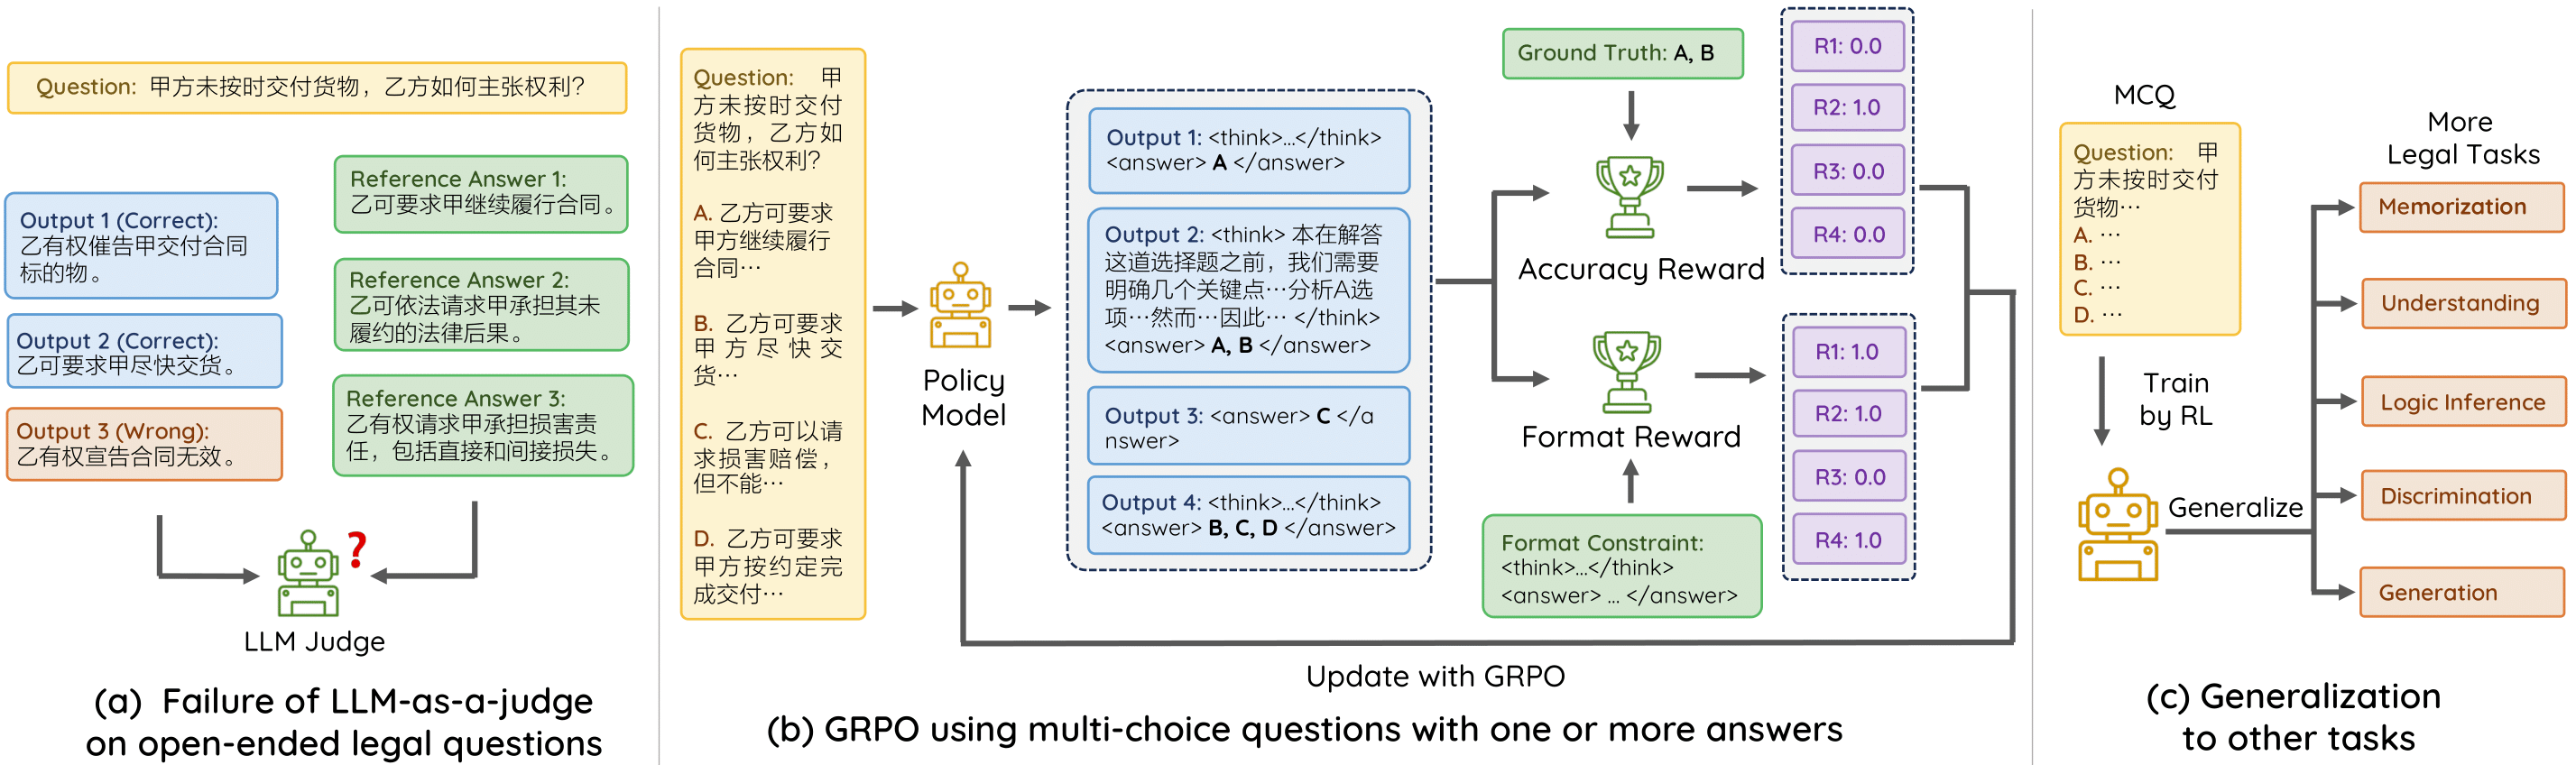 Question: 甲方未按时交付货物，乙方如何主张权利？
Output 1 (Correct):
乙有权催告甲交付合同
标的物。
Output 2 (Correct):
乙可要求甲尽快交货。
Output 3 (Wrong):
乙有权宣告合同无效。
Reference Answer 1:
乙可要求甲继续履行合同。
Reference Answer 2:
乙可依法请求甲承担其未
履约的法律后果。
Reference Answer 3:
乙有权请求甲承担损害责
任，包括直接和间接损失。
?
LLM Judge
(a) Failure of LLM-as-a-judge
on open-ended legal questions
Question: 甲
方未按时交付
货物，乙方如
何主张权利？
A. 乙方可要求
甲方继续履行
合同…
B. 乙方可要求
甲方尽快交
货…
C. 乙方可以请
求损害赔偿，
但不能…
D. 乙方可要求
甲方按约定完
成交付…
Policy
Model
Output 1: <think>...</think>
<answer> A </answer>
Output 2: <think> 本在解答
这道选择题之前，我们需要
明确几个关键点…分析A选
项…然而…因此… </think>
<answer> A, B </answer>
Output 3: <answer> C </a
nswer>
Output 4: <think>...</think>
<answer> B, C, D </answer>
Ground Truth: A, B
Accuracy Reward
Format Reward
Format Constraint:
<think>...</think>
<answer> ... </answer>
R1: 0.0
R2: 1.0
R3: 0.0
R4: 0.0
R1: 1.0
R2: 1.0
R3: 0.0
R4: 1.0
Update with GRPO
(b) GRPO using multi-choice questions with one or more answers
MCQ
Question: 甲
方未按时交付
货物…
A. …
B. …
C. …
D. …
Train
by RL
Generalize
More
Legal Tasks
Memorization
Understanding
Logic Inference
Discrimination
Generation
(c) Generalization
to other tasks